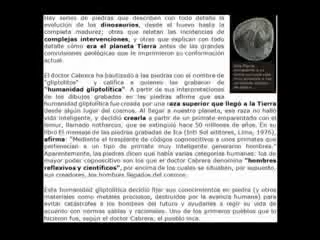 Hay series de piedras que describen con todo detalle la
evolución de los dinosaurios, desde el huevo hasta la
completa madurez; otras que relatan las incidencias de
complejas intervenciones, y otras que explican con todo
detalle cómo era el planeta Tierra antes de las grandes
convulsiones geológicas que le imprimieron su conformación
actual.
El doctor Cabrera ha bautizado a las piedras con el nombre de
"gliptolitos" y califica a quienes las grabaron de
"humanidad gliptolítica". A partir de sus interpretaciones
de los dibujos grabados en las piedras afirma que esa
humanidad gliptolítica fue creada por una raza superior que llegó a la Tierra
desde algún lugar del cosmos. Al llegar a nuestro planeta, esa raza no halló
vida inteligente, y decidió crearla a partir de un primate emparentado con el
lemur, llamado notharcus, que se extinguió hace 50 millones de años. En su
libro El mensaje de las piedras grabadas de Ica (Inti Sol editores, Lima, 1976),
afirma: "Mediante el trasplante de códigos cognoscitivos a unos primates que
pertenecían a un tipo de primate muy inteligente generaron hombres."
Aparentemente, las piedras dicen que había varias categorías humanas: los de
mayor poder cognoscitivo son los que el doctor Cabrera denomina "hombres
reflexivos y científicos", por encima de los cuales se situaban, por supuesto,
sus creadores, los hombres llegados del cosmos.
Esta humanidad gliptolítica decidió fijar sus conocimientos en piedra (y otros
materiales como metales preciosos, destruidos por la avaricia humana) para
evitar catástrofes a los hombres del futuro y ayudarles a regir su vida de
acuerdo con normas sabias y racionales. Uno de los primeros pueblos que lo
hicieron fue, según el doctor Cabrera, el pueblo inca.